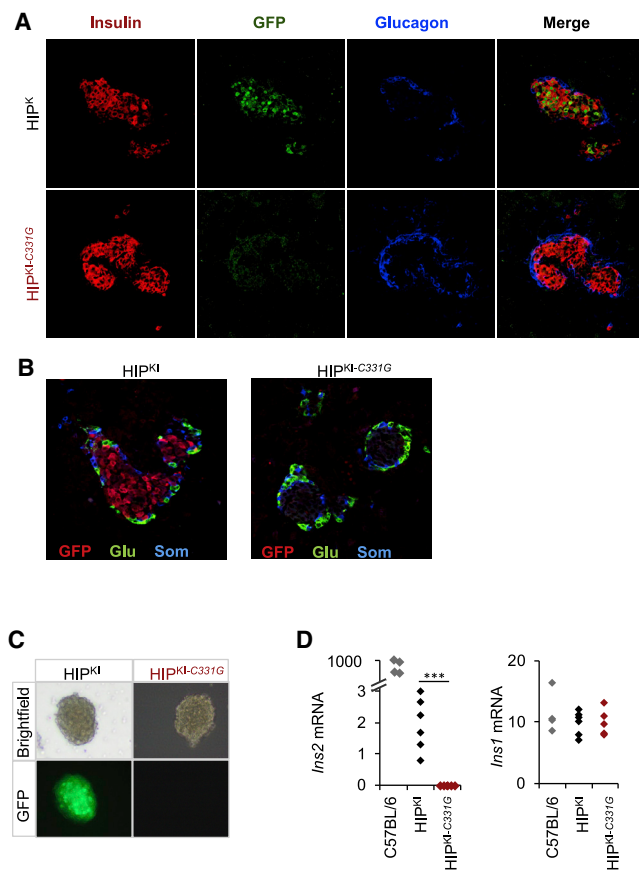 A
Insulin
GFP
Glucagon
Merge
HIPK
HIPKI-C331G
B
HIPKI
HIPKI-C331G
GFP Glu Som
GFP Glu Som
C
HIPKI
HIPKI-C331G
Brightfield
GFP
D
Ins2 mRNA
1000
3
2
1
0
***
C57BL/6
HIPKI
HIPKI-C331G
Ins1 mRNA
20
15
10
5
0
C57BL/6
HIPKI
HIPKI-C331G